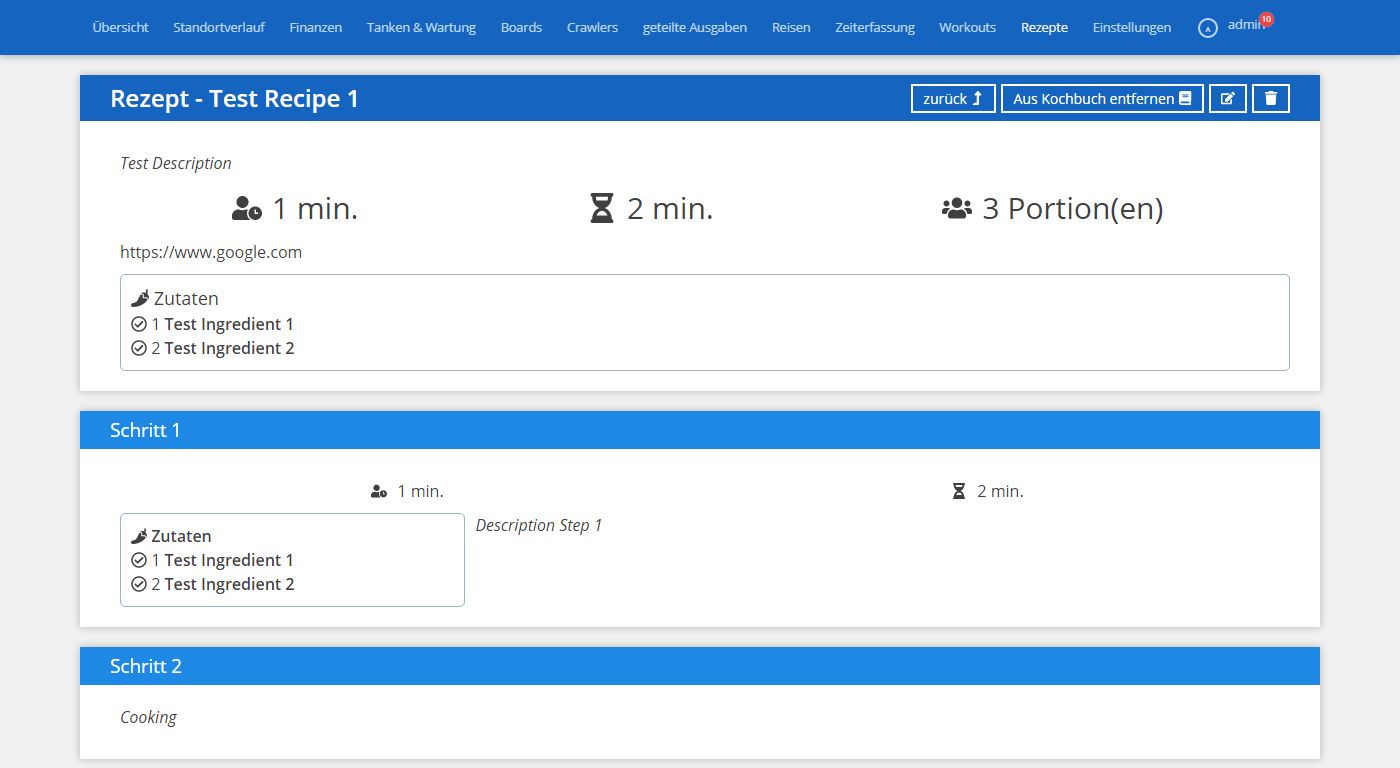 Übersicht Standortverlauf Finanzen Tanken & Wartung Boards Crawlers geteilte Ausgaben Reisen Zeiterfassung Workouts Rezepte Einstellungen A admin 10
Rezept - Test Recipe 1 zurück Aus Kochbuch entfernen
Test Description
1 min. 2 min. 3 Portion(en)
https://www.google.com
Zutaten
1 Test Ingredient 1
2 Test Ingredient 2
Schritt 1
1 min. 2 min.
Zutaten Description Step 1
1 Test Ingredient 1
2 Test Ingredient 2
Schritt 2
Cooking